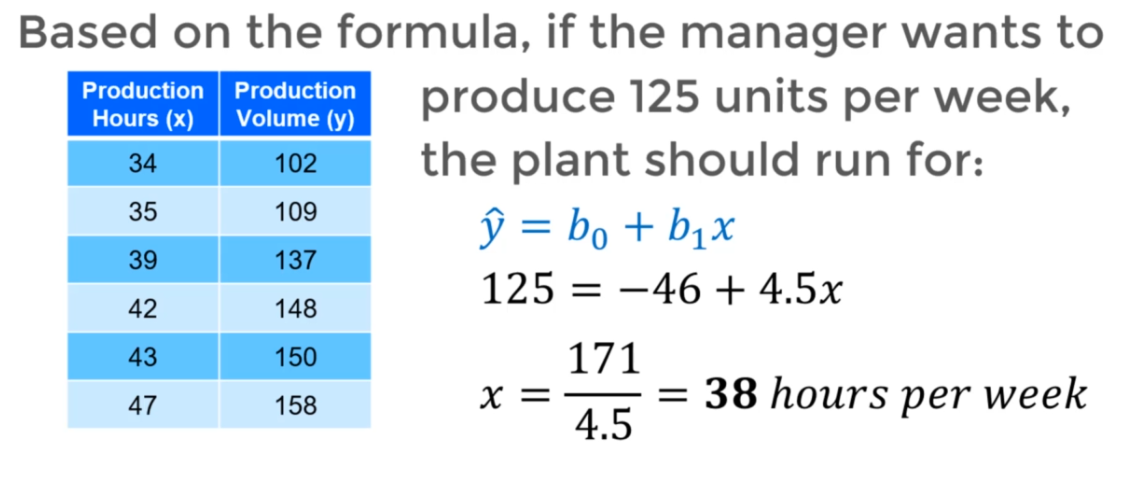 Based on the formula, if the manager wants to
produce 125 units per week,
the plant should run for:
Production Hours (x) Production Volume (y)
34 102
35 109
39 137
42 148
43 150
47 158
ŷ = b₀ + b₁x
125 = −46 + 4.5x
x = 171/4.5 = 38 hours per week